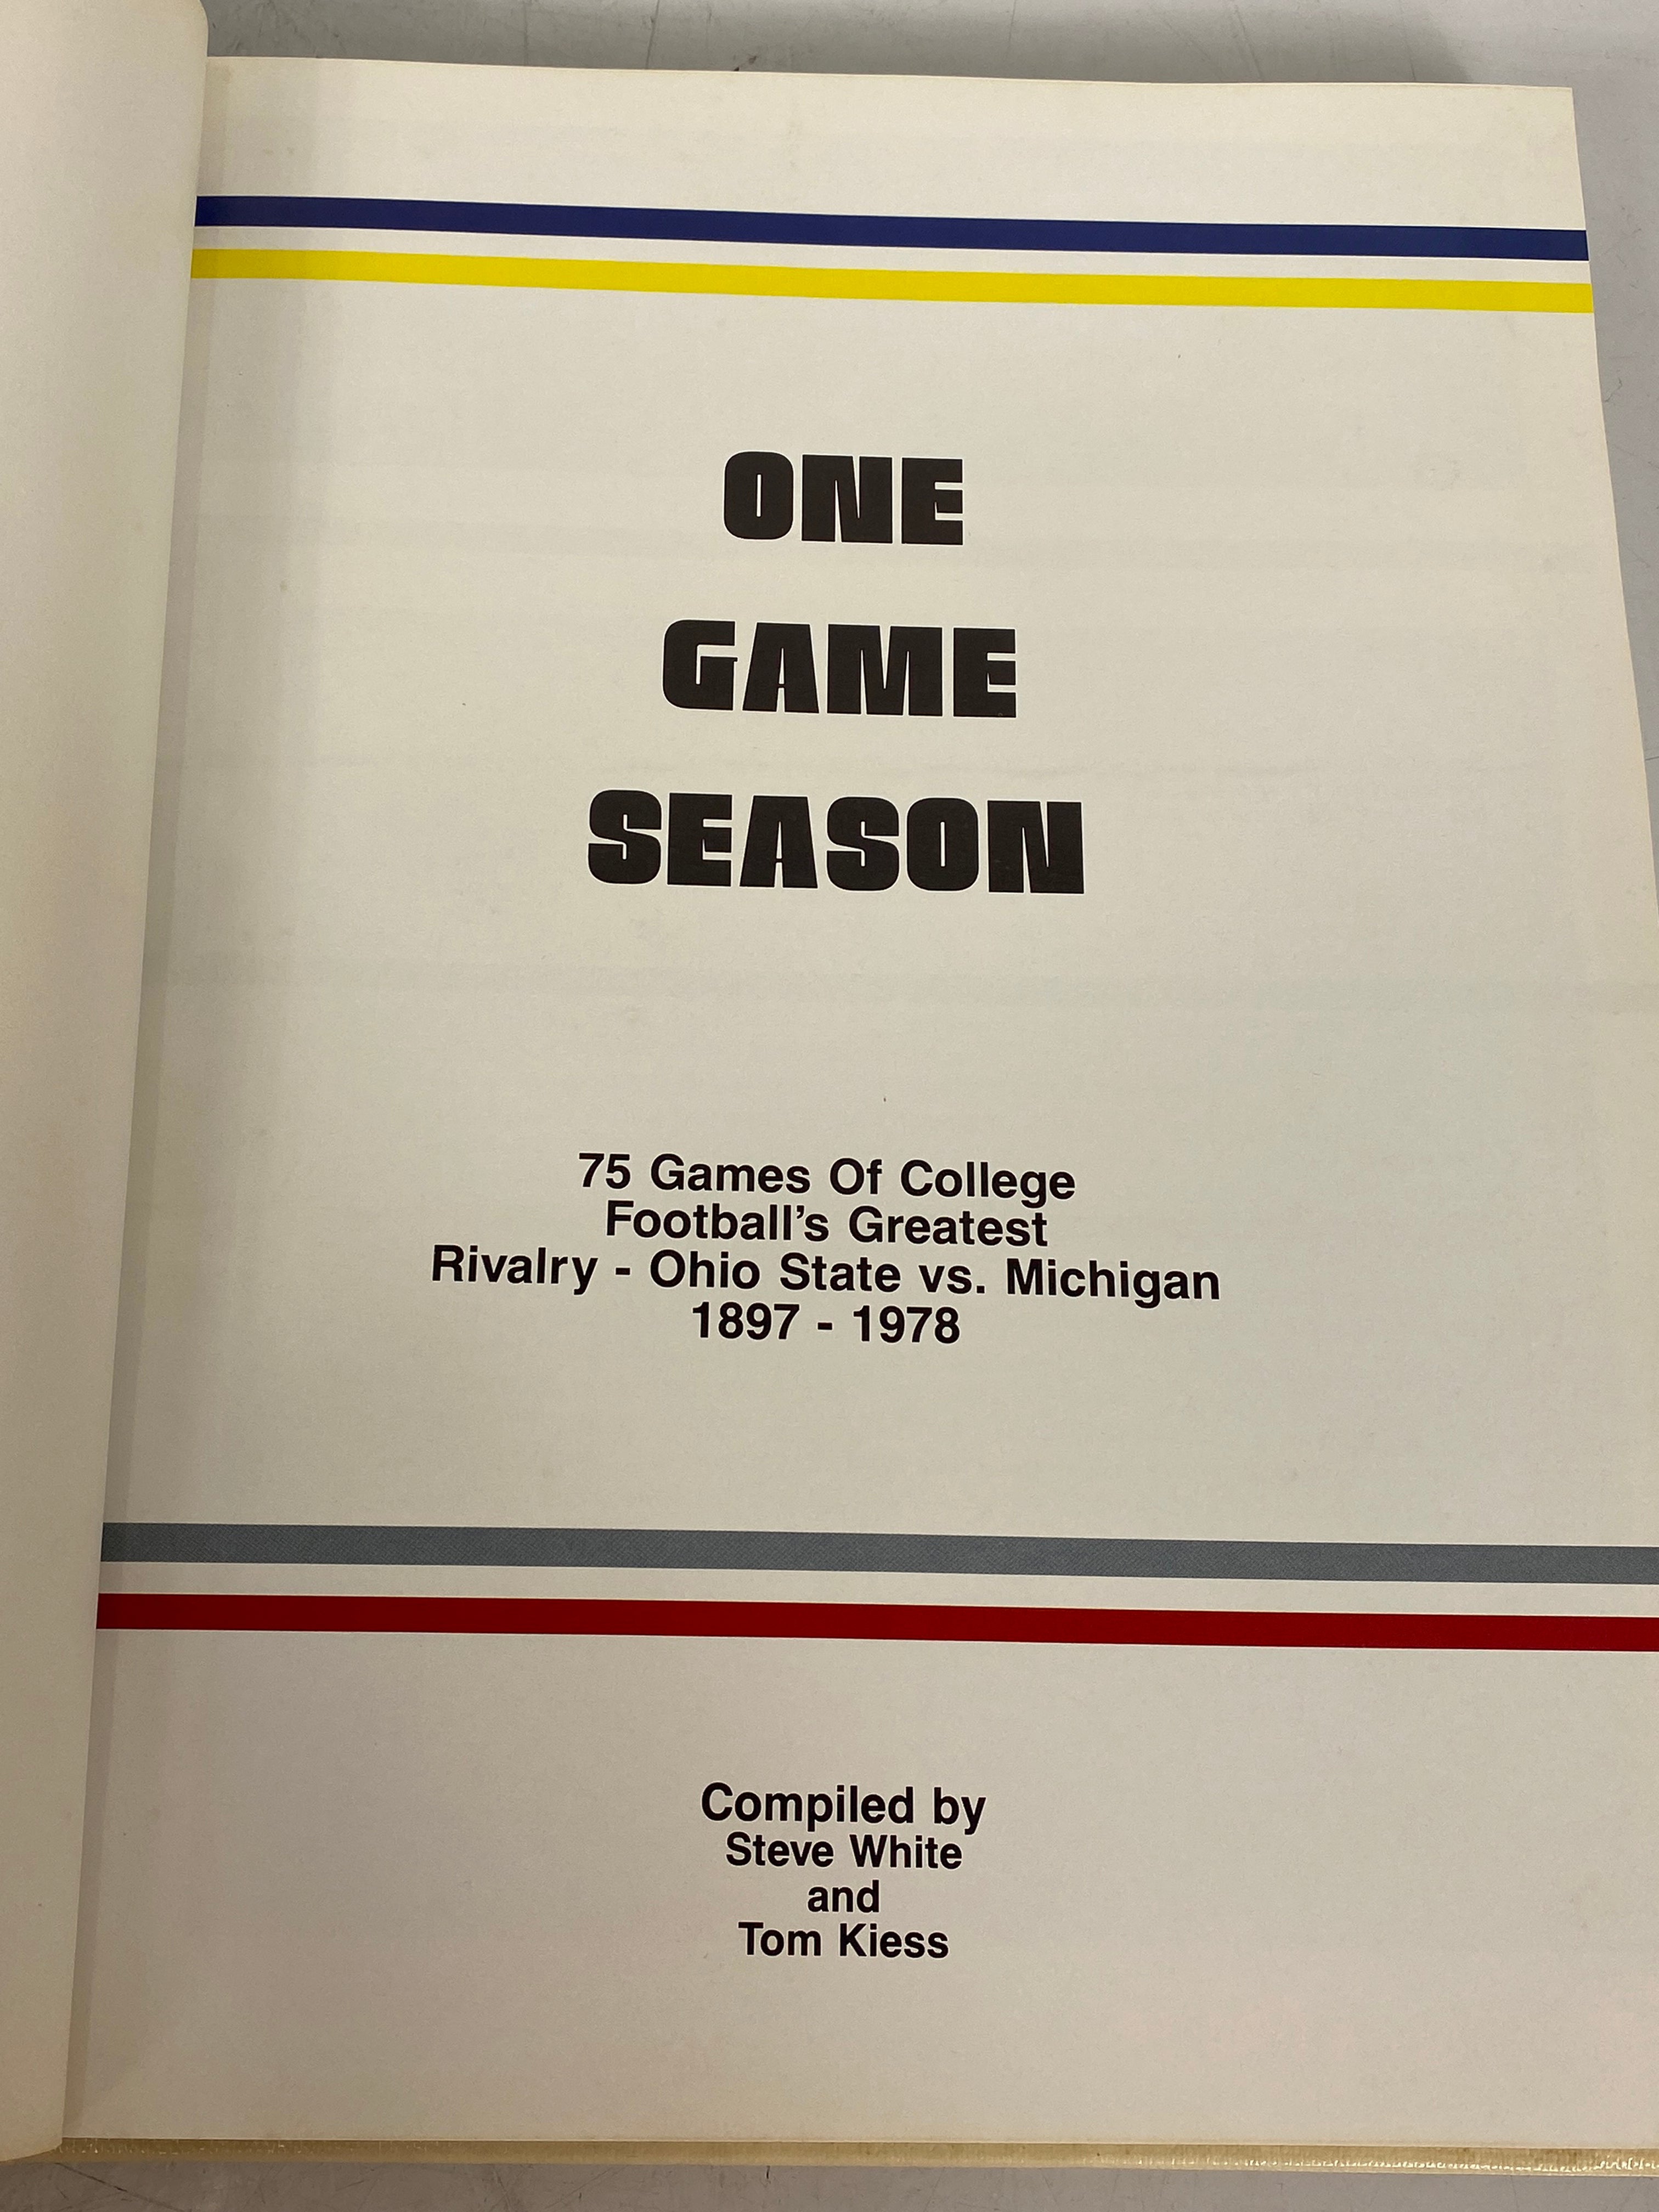 ONE
GAME
SEASON
75 Games Of College
Football's Greatest
Rivalry - Ohio State vs. Michigan
1897 - 1978
Compiled by
Steve White
and
Tom Kiess